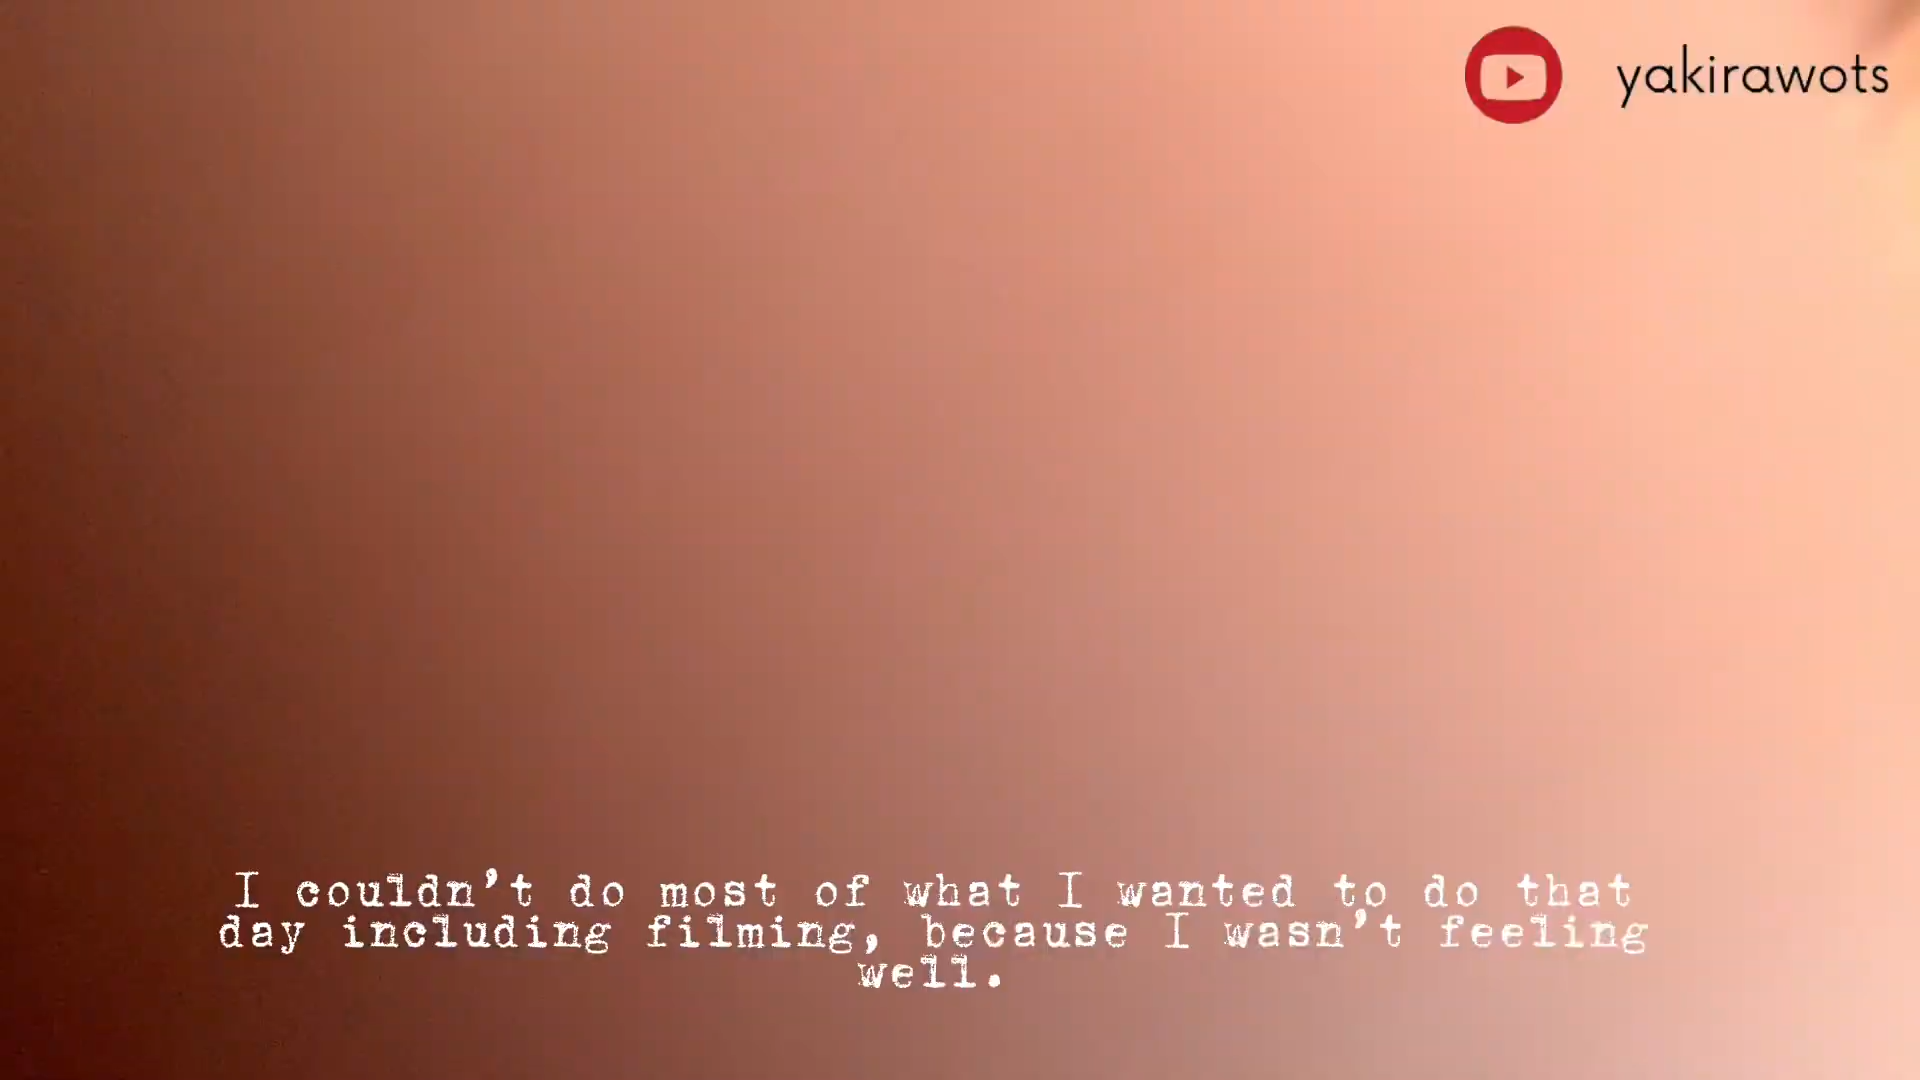 yakirawots
I couldn't do most of what I wanted to do that
day including filming, because I wasn't feeling
well.